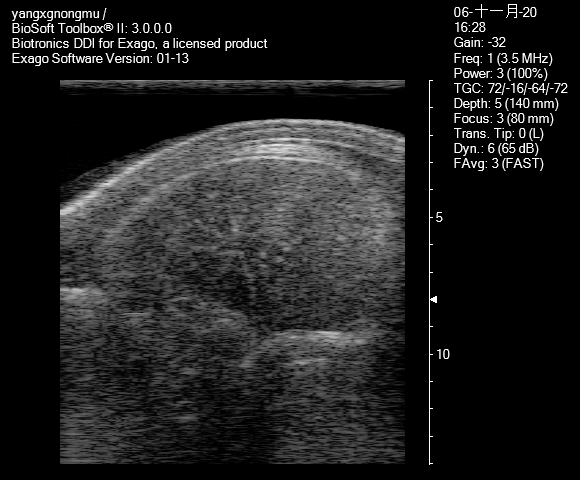 yangxgnongmu /
BioSoft Toolbox® II: 3.0.0.0
Biotronics DDI for Exago, a licensed product
Exago Software Version: 01-13
06-十一月-20
16:28
Gain: -32
Freq: 1 (3.5 MHz)
Power: 3 (100%)
TGC: 72/-16/-64/-72
Depth: 5 (140 mm)
Focus: 3 (80 mm)
Trans. Tip: 0 (L)
Dyn.: 6 (65 dB)
FAvg: 3 (FAST)
5
10